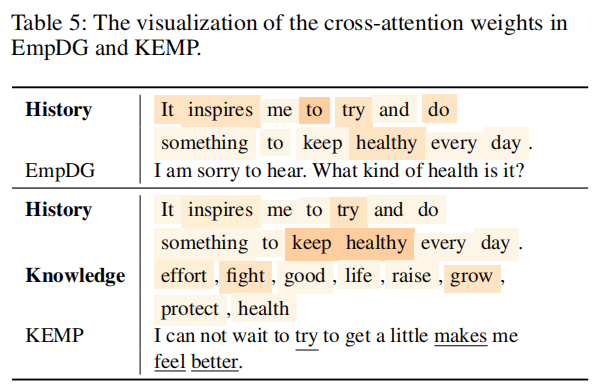 Table 5: The visualization of the cross-attention weights in
EmpDG and KEMP.
History It inspires me to try and do
something to keep healthy every day .
EmpDG I am sorry to hear. What kind of health is it?
History It inspires me to try and do
something to keep healthy every day .
Knowledge effort , fight , good , life , raise , grow ,
protect , health
KEMP I can not wait to try to get a little makes me
feel better.